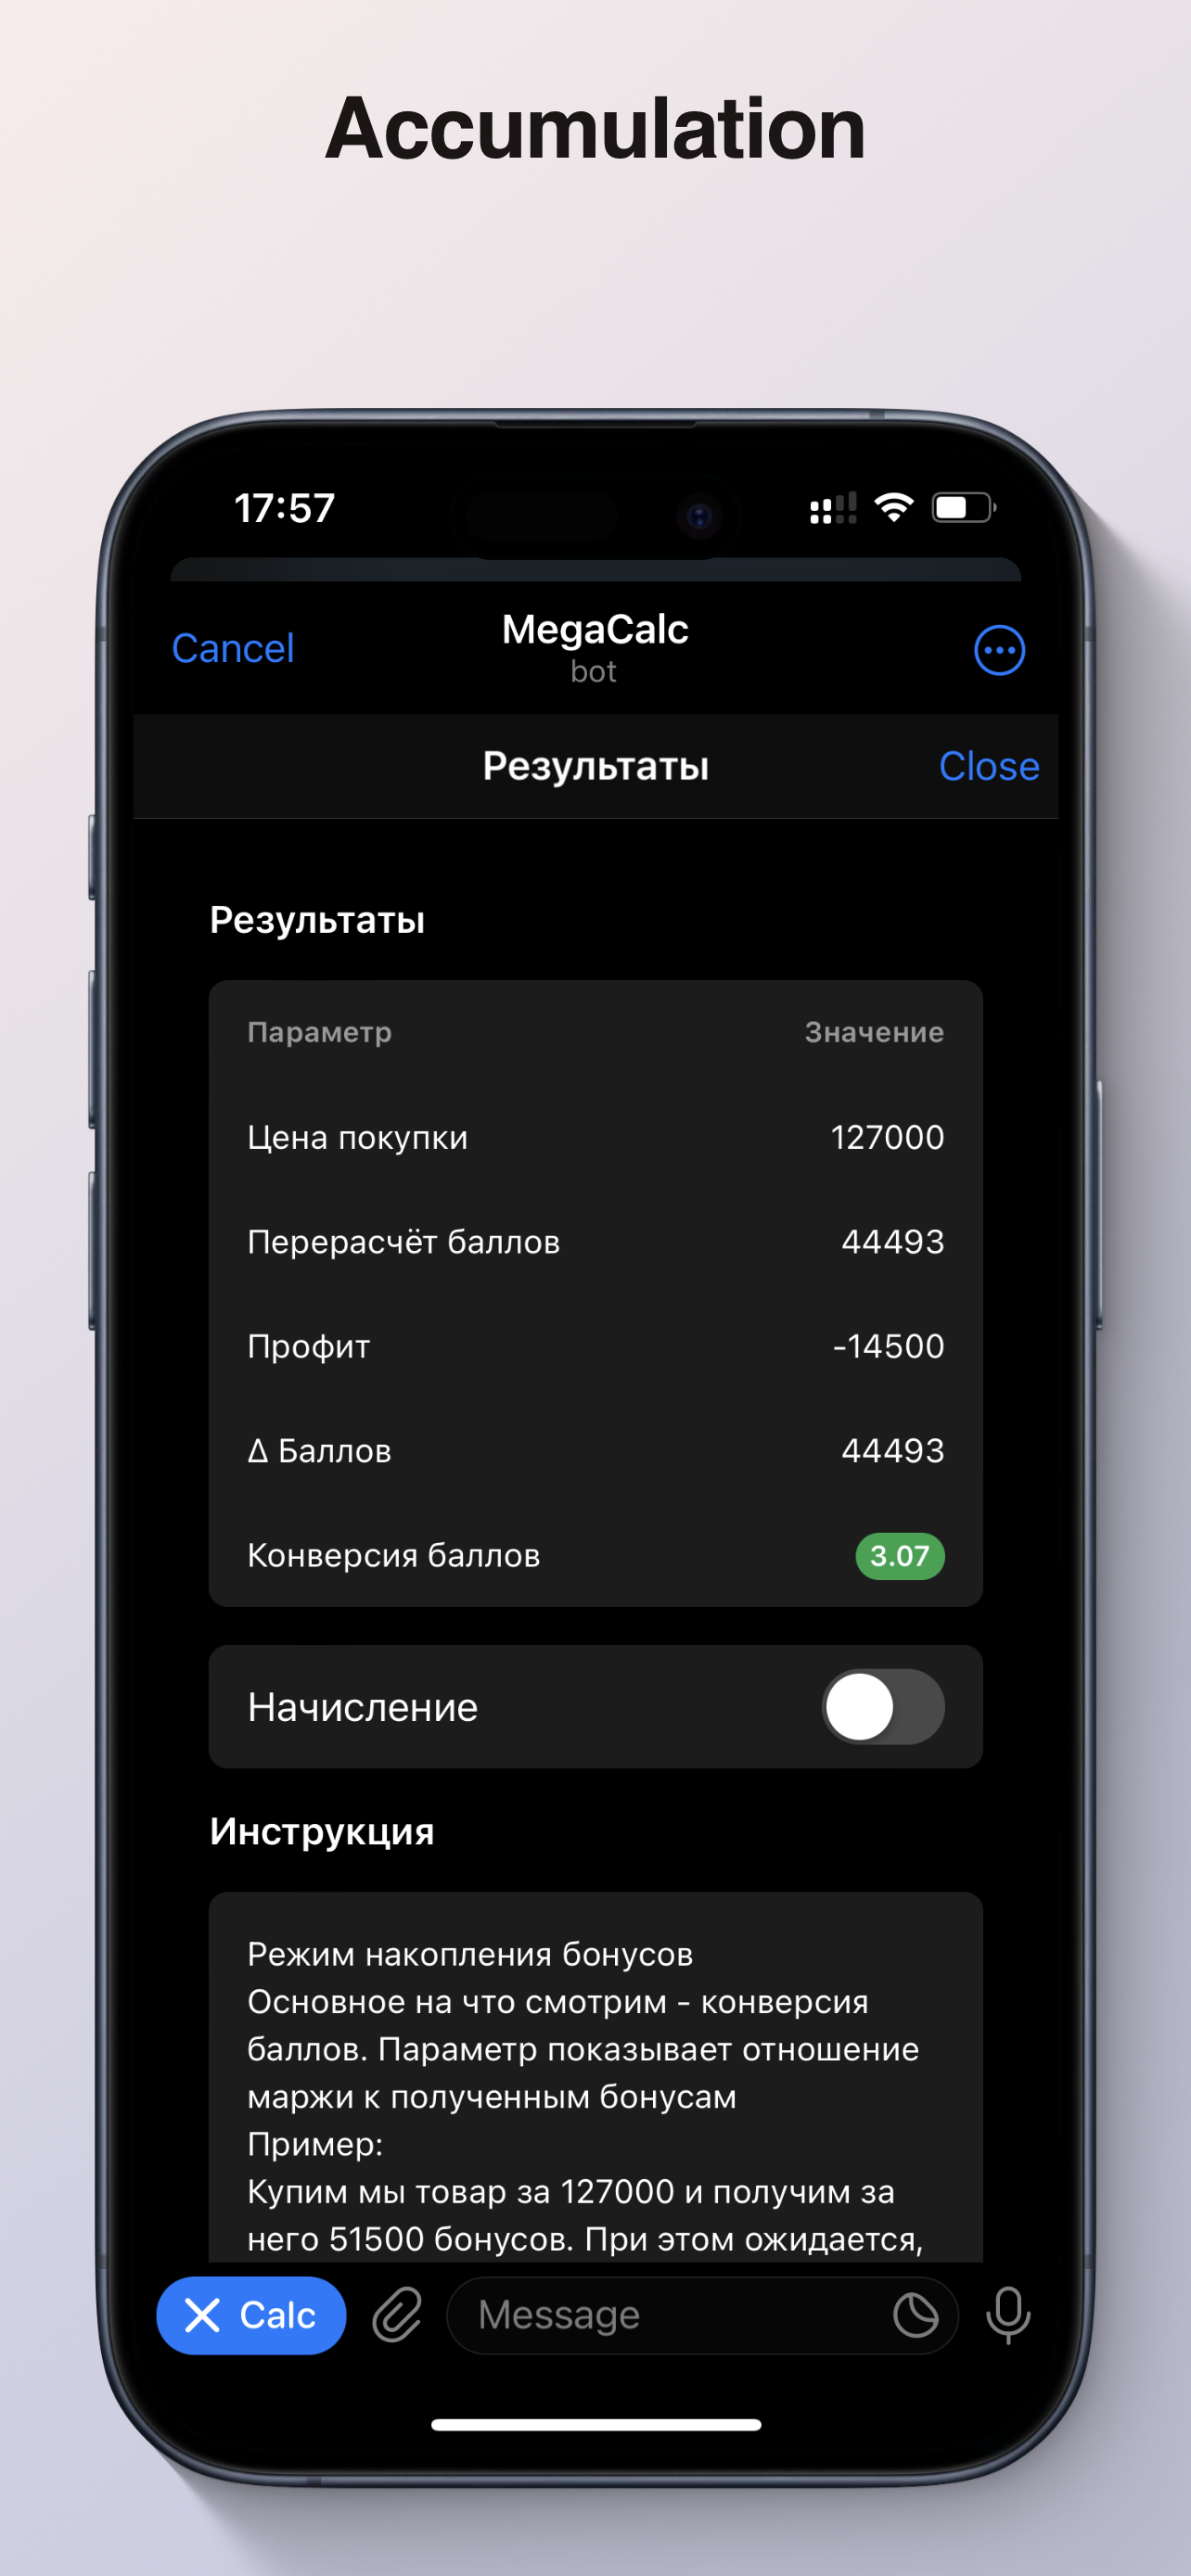 Accumulation
17:57
Cancel
MegaCalc
bot
Результаты
Close
Результаты
Параметр Значение
Цена покупки 127000
Перерасчёт баллов 44493
Профит -14500
Δ Баллов 44493
Конверсия баллов 3.07
Начисление
Инструкция
Режим накопления бонусов
Основное на что смотрим - конверсия
баллов. Параметр показывает отношение
маржи к полученным бонусам
Пример:
Купим мы товар за 127000 и получим за
него 51500 бонусов. При этом ожидается,
Calc
Message